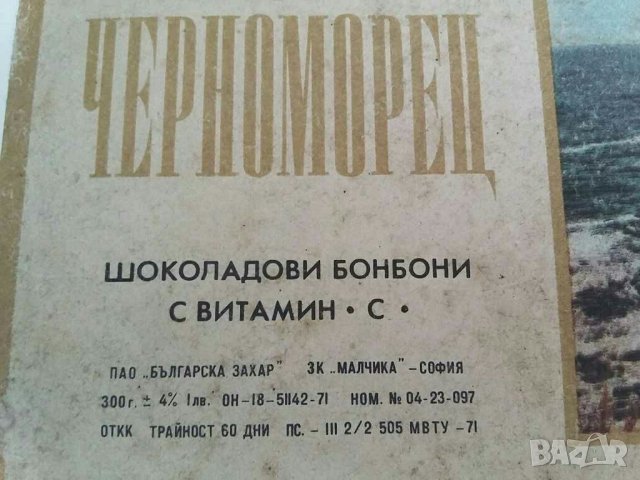 ЧЕРНОМОРЕЦ
ШОКОЛАДОВИ БОНБОНИ
С ВИТАМИН • С •
ПАО „БЪЛГАРСКА ЗАХАР" ЗК „МАЛЧИКА" – СОФИЯ
300 г. ± 4% 1 лв. ОН-18-51142-71 НОМ. № 04-23-097
ОТКК ТРАЙНОСТ 60 ДНИ ПС. – III 2/2 505 МВТУ –71
BAZAR